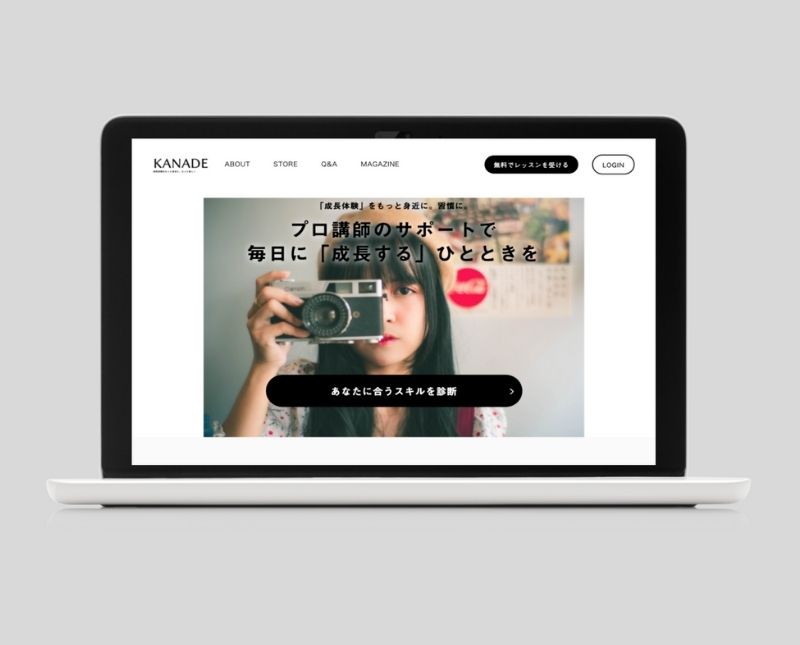 KANADE
ABOUT
STORE
Q&A
MAGAZINE
無料でレッスンを受ける
LOGIN
「成長体験」をもっと身近に。習慣に。
プロ講師のサポートで
毎日に「成長する」ひとときを
Canon
あなたに合うスキルを診断